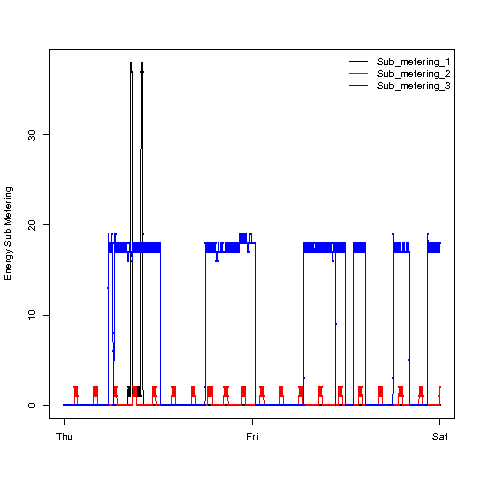 Sub_metering_1
Sub_metering_2
Sub_metering_3
Energy Sub Metering
30
20
10
0
Thu Fri Sat